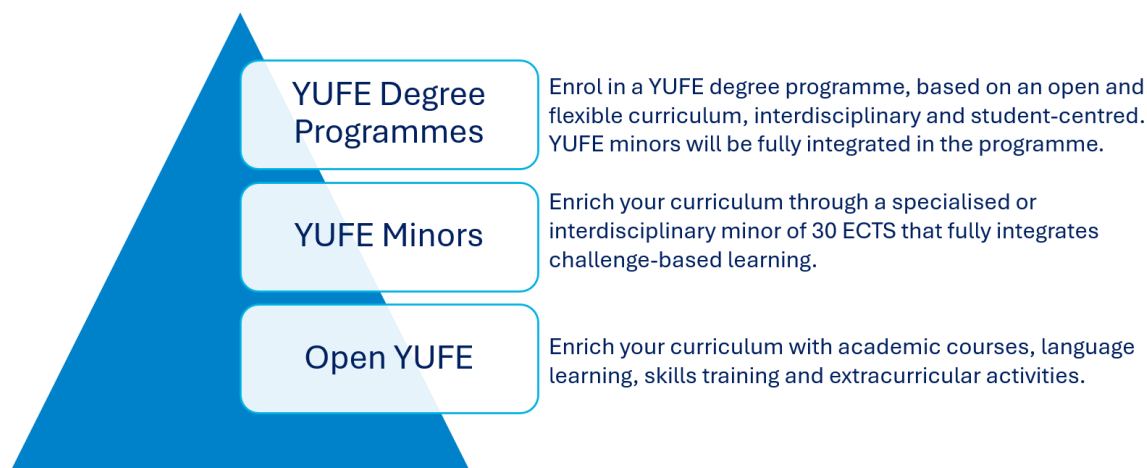 YUFE Degree
Programmes
Enrol in a YUFE degree programme, based on an open and
flexible curriculum, interdisciplinary and student-centred.
YUFE minors will be fully integrated in the programme.
YUFE Minors
Enrich your curriculum through a specialised or
interdisciplinary minor of 30 ECTS that fully integrates
challenge-based learning.
Open YUFE
Enrich your curriculum with academic courses, language
learning, skills training and extracurricular activities.